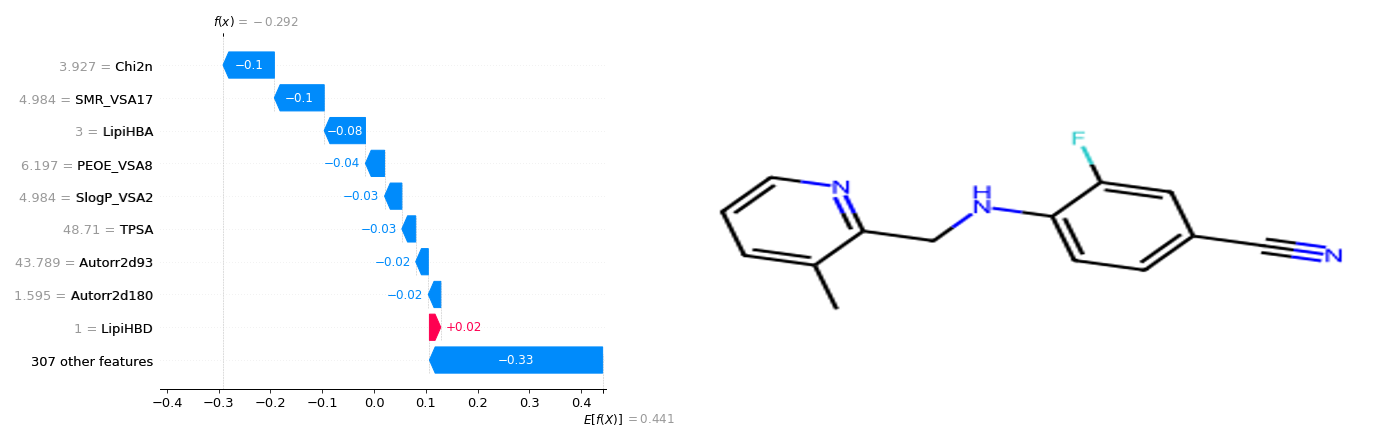 f(x) = −0.292
3.927 = Chi2n
−0.1
4.984 = SMR_VSA17
−0.1
3 = LipiHBA
−0.08
6.197 = PEOE_VSA8
−0.04
4.984 = SlogP_VSA2
−0.03
48.71 = TPSA
−0.03
43.789 = Autorr2d93
−0.02
1.595 = Autorr2d180
−0.02
1 = LipiHBD
+0.02
307 other features
−0.33
−0.4 −0.3 −0.2 −0.1 0.0 0.1 0.2 0.3 0.4
E[f(X)] = 0.441
F
N
H
N
N